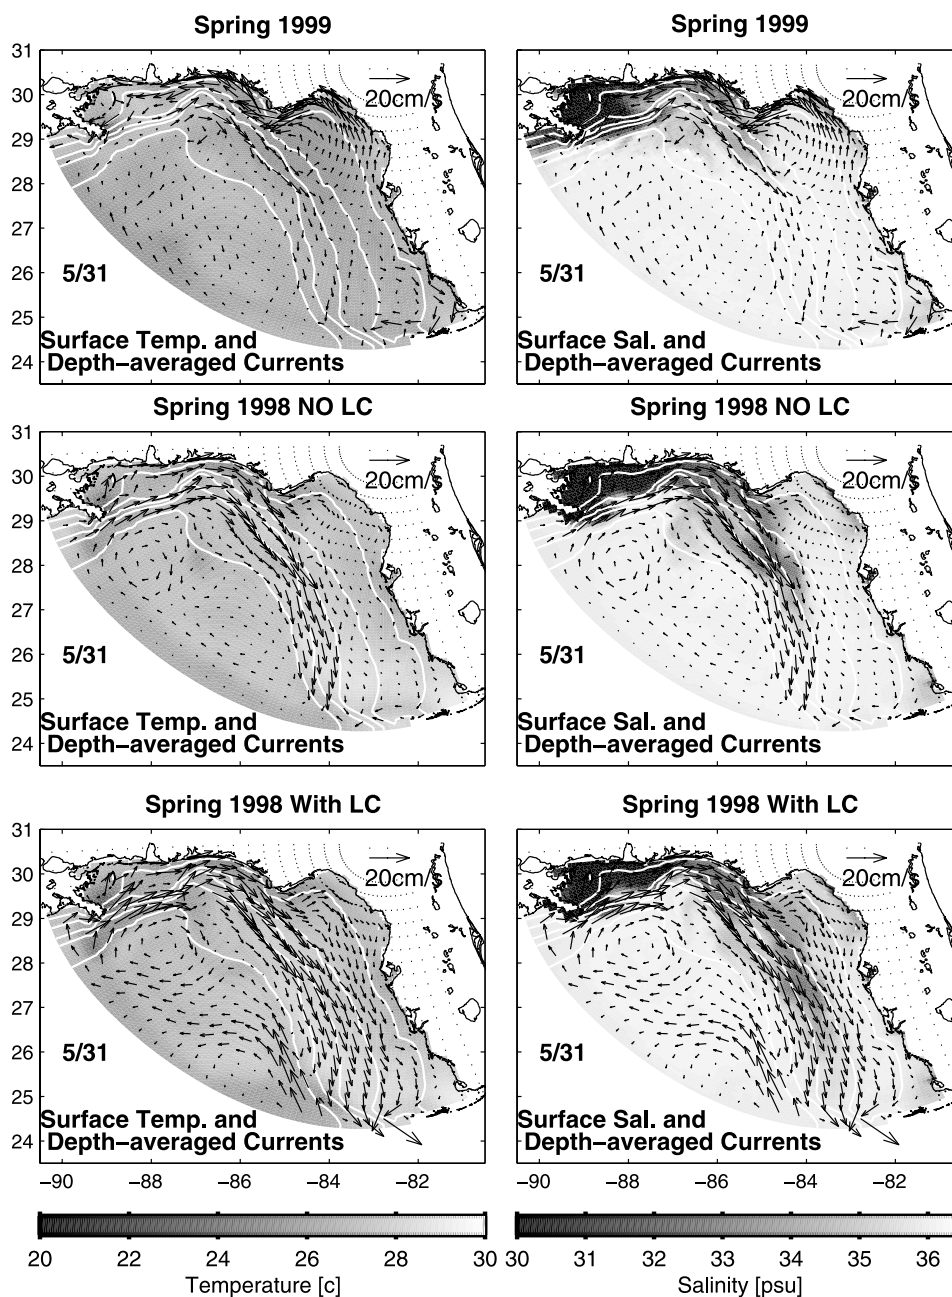 Spring 1999
Spring 1999
31
30
29
28
27
26
25
24
20cm/s
5/31
Surface Temp. and
Depth−averaged Currents
20cm/s
5/31
Surface Sal. and
Depth−averaged Currents
Spring 1998 NO LC
Spring 1998 NO LC
31
30
29
28
27
26
25
24
20cm/s
5/31
Surface Temp. and
Depth−averaged Currents
20cm/s
5/31
Surface Sal. and
Depth−averaged Currents
Spring 1998 With LC
Spring 1998 With LC
31
30
29
28
27
26
25
24
20cm/s
5/31
Surface Temp. and
Depth−averaged Currents
20cm/s
5/31
Surface Sal. and
Depth−averaged Currents
−90 −88 −86 −84 −82
−90 −88 −86 −84 −82
20 22 24 26 28 30
Temperature [c]
30 31 32 33 34 35 36
Salinity [psu]